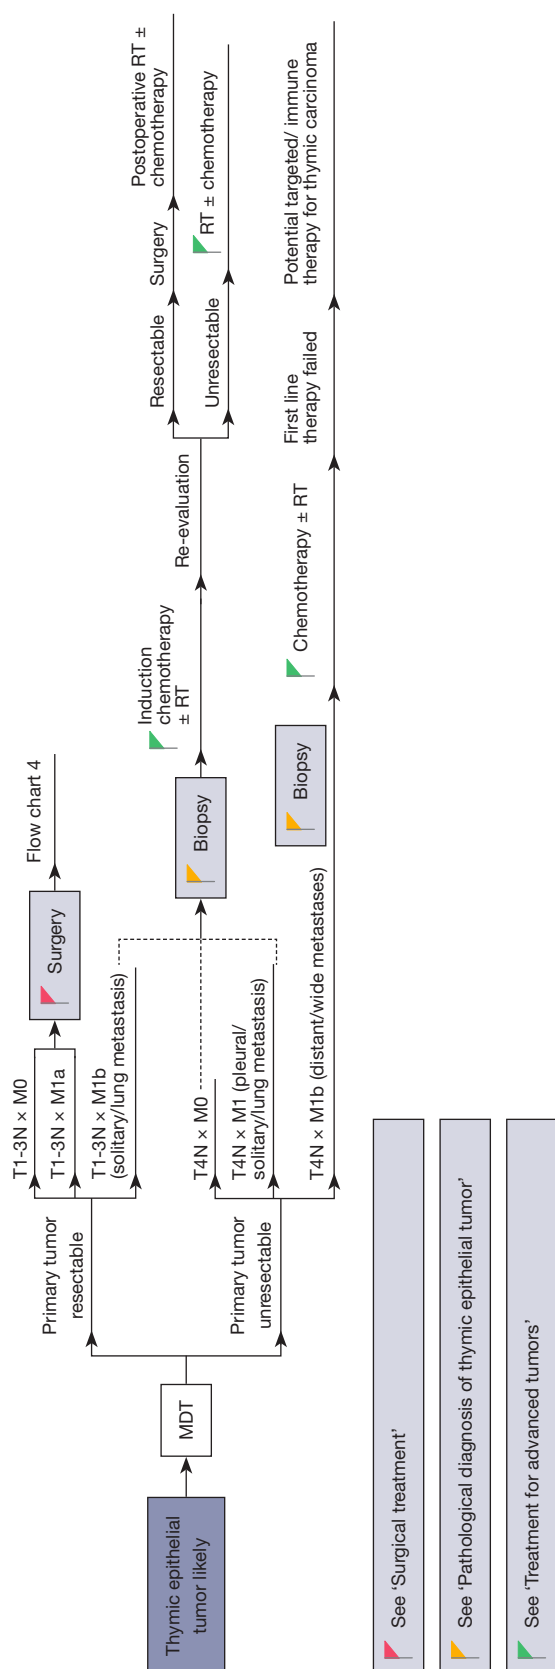 Thymic epithelial
tumor likely
MDT
Primary tumor
resectable
T1-3N × M0
T1-3N × M1a
T1-3N × M1b
(solitary/lung metastasis)
Surgery
Flow chart 4
Primary tumor
unresectable
T4N × M0
T4N × M1 (pleural/
solitary/lung metastasis)
T4N × M1b (distant/wide metastases)
Biopsy
Induction
chemotherapy
± RT
Re-evaluation
Resectable
Surgery
Postoperative RT ±
chemotherapy
Unresectable
RT ± chemotherapy
Biopsy
Chemotherapy ± RT
First line
therapy failed
Potential targeted/ immune
therapy for thymic carcinoma
See ‘Surgical treatment’
See ‘Pathological diagnosis of thymic epithelial tumor’
See ‘Treatment for advanced tumors’